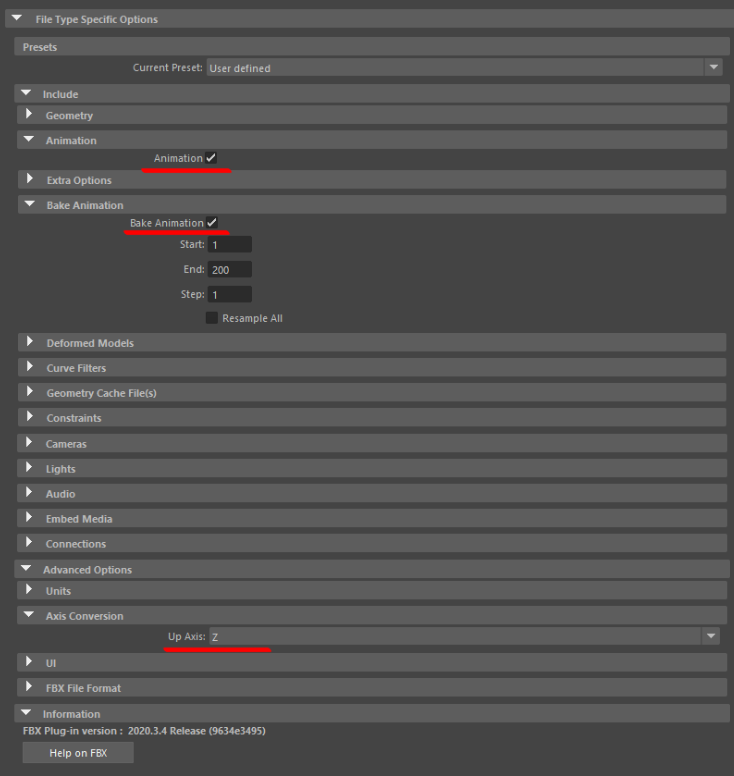 File Type Specific Options
Presets
Current Preset: User defined
Include
Geometry
Animation
Animation
Extra Options
Bake Animation
Bake Animation
Start: 1
End: 200
Step: 1
Resample All
Deformed Models
Curve Filters
Geometry Cache File(s)
Constraints
Cameras
Lights
Audio
Embed Media
Connections
Advanced Options
Units
Axis Conversion
Up Axis: Z
UI
FBX File Format
Information
FBX Plug-in version : 2020.3.4 Release (9634e3495)
Help on FBX